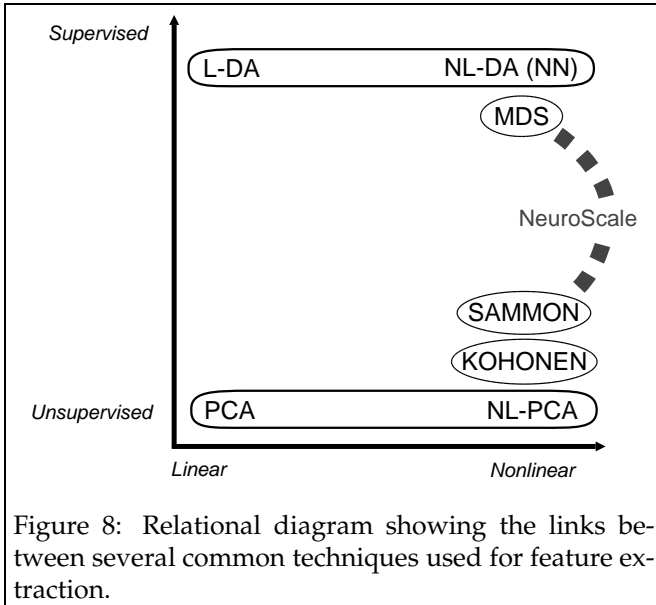 Supervised
L-DA NL-DA (NN)
MDS
NeuroScale
SAMMON
KOHONEN
Unsupervised PCA NL-PCA
Linear Nonlinear
Figure 8: Relational diagram showing the links be-
tween several common techniques used for feature ex-
traction.